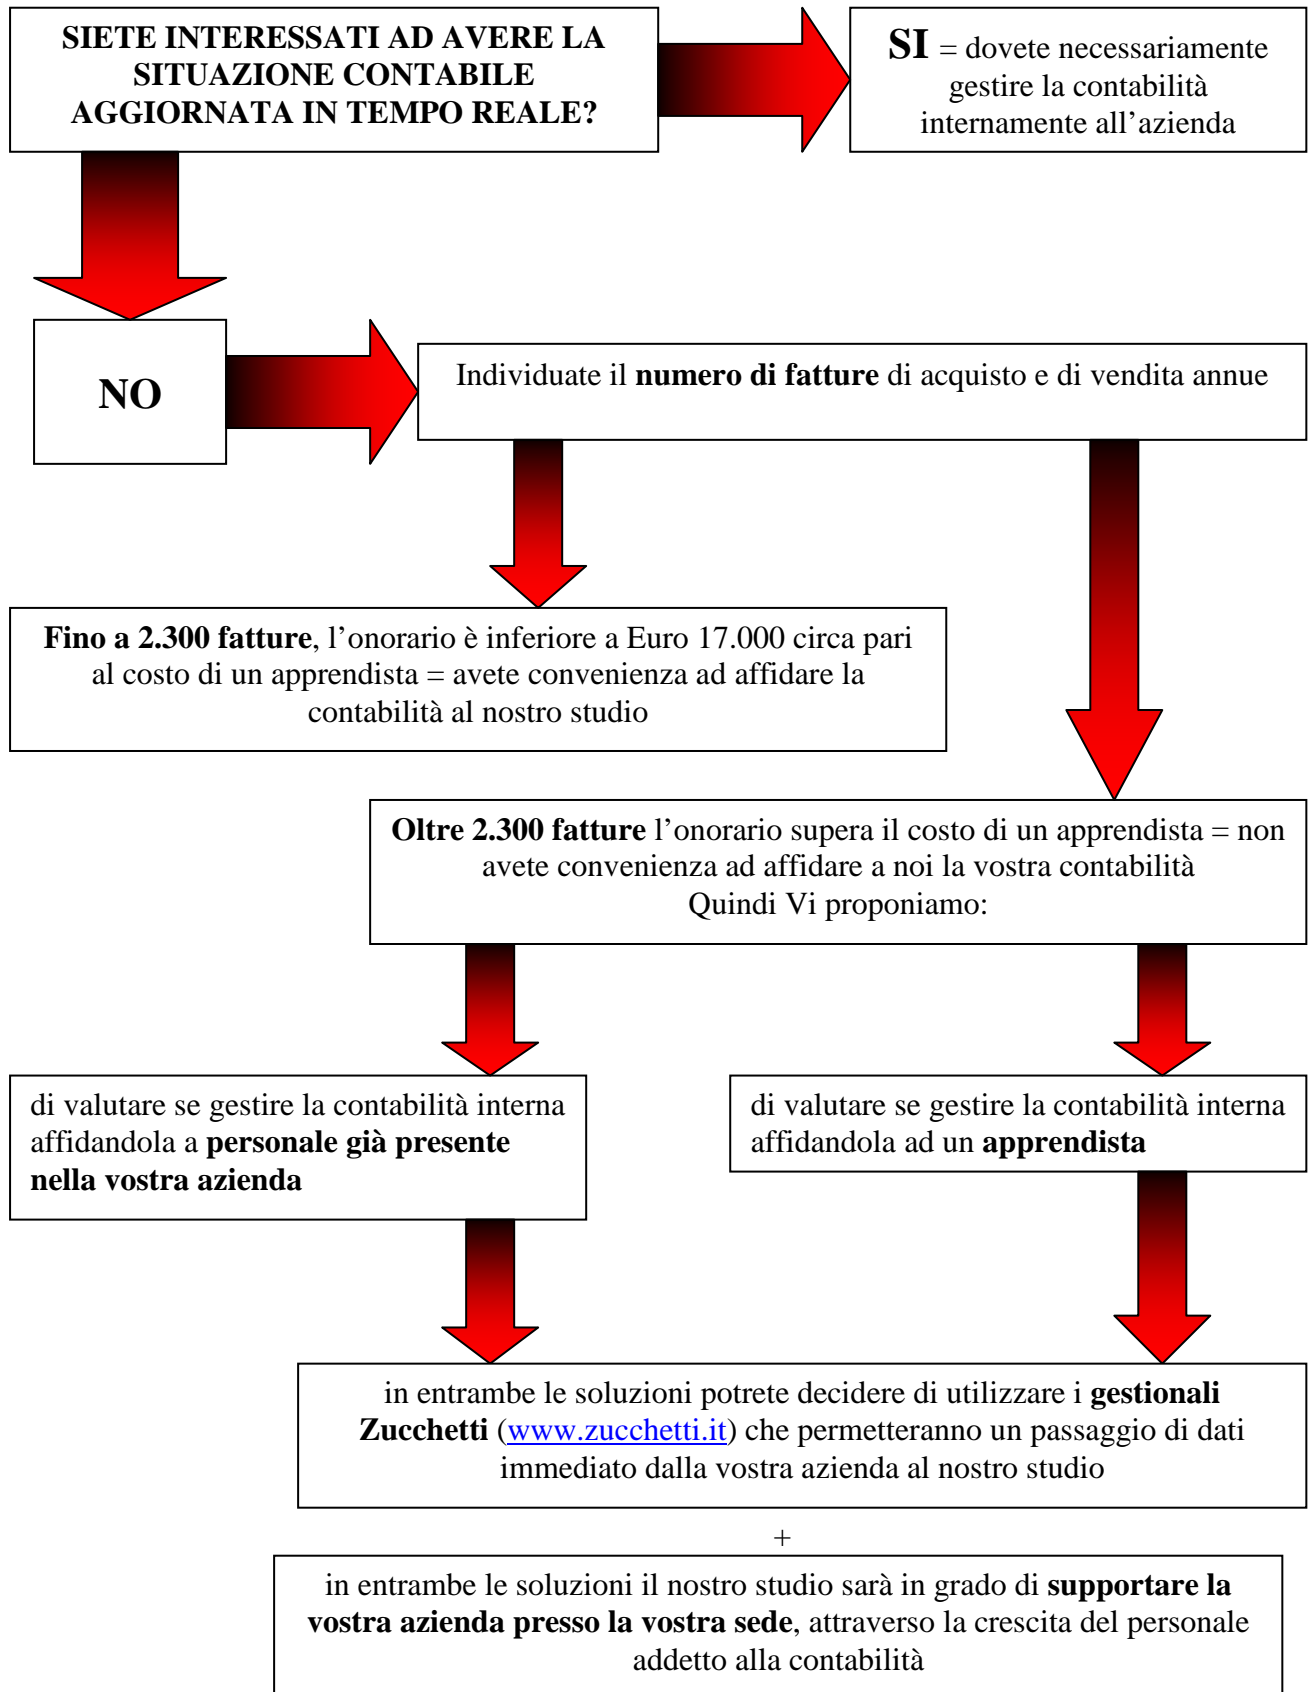 SIETE INTERESSATI AD AVERE LA
SITUAZIONE CONTABILE
AGGIORNATA IN TEMPO REALE?
SI = dovete necessariamente
gestire la contabilità
internamente all’azienda
NO
Individuate il numero di fatture di acquisto e di vendita annue
Fino a 2.300 fatture, l’onorario è inferiore a Euro 17.000 circa pari
al costo di un apprendista = avete convenienza ad affidare la
contabilità al nostro studio
Oltre 2.300 fatture l’onorario supera il costo di un apprendista = non
avete convenienza ad affidare a noi la vostra contabilità
Quindi Vi proponiamo:
di valutare se gestire la contabilità interna
affidandola a personale già presente
nella vostra azienda
di valutare se gestire la contabilità interna
affidandola ad un apprendista
in entrambe le soluzioni potrete decidere di utilizzare i gestionali
Zucchetti (www.zucchetti.it) che permetteranno un passaggio di dati
immediato dalla vostra azienda al nostro studio
+
in entrambe le soluzioni il nostro studio sarà in grado di supportare la
vostra azienda presso la vostra sede, attraverso la crescita del personale
addetto alla contabilità